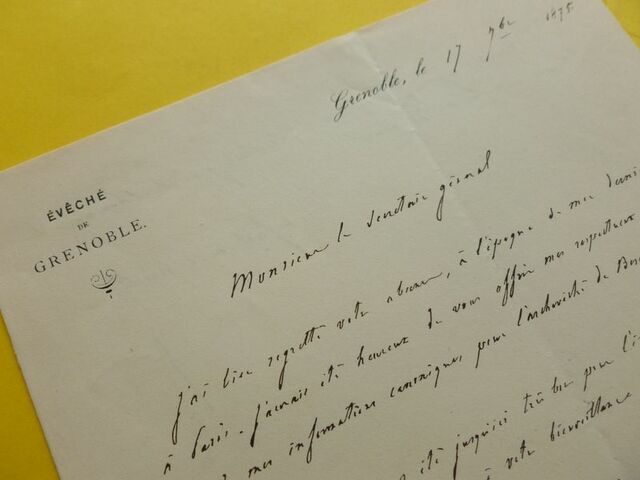 Grenoble, le 17 7bre 1875
ÉVÊCHÉ
DE
GRENOBLE.
Monsieur le Secrétaire général
J'ai bien regretté votre absence, à l'époque de mon
à Paris. J'aurais été heureux de vous offrir mes respectueux
mes informations canoniques pour l'archevêché de
été jusqu'ici très bon pour
à votre bienveillance